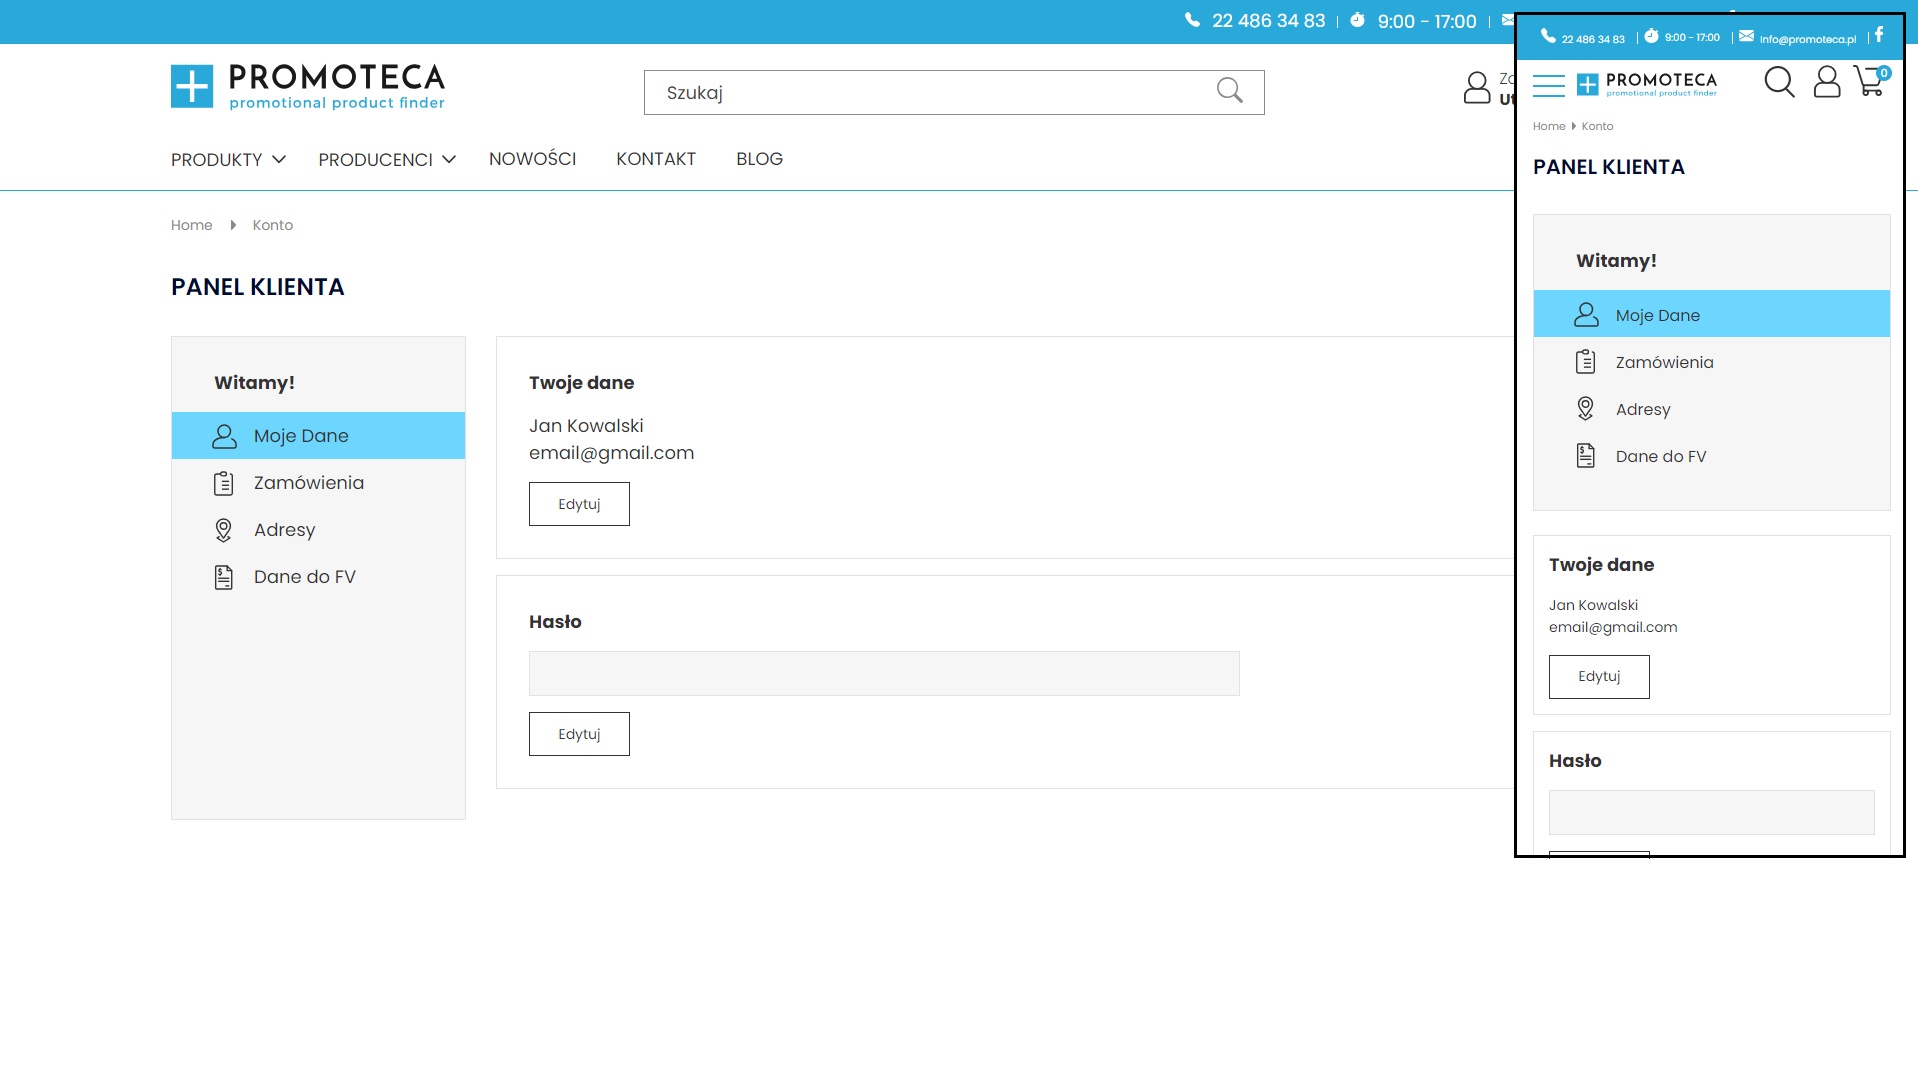 22 486 34 83
9:00 - 17:00
PROMOTECA
promotional product finder
Szukaj
PRODUKTY
PRODUCENCI
NOWOŚCI
KONTAKT
BLOG
Home Konto
PANEL KLIENTA
Witamy!
Moje Dane
Zamówienia
Adresy
Dane do FV
Twoje dane
Jan Kowalski
email@gmail.com
Edytuj
Hasło
Edytuj
22 486 34 83
9:00 - 17:00
info@promoteca.pl
PROMOTECA
promotional product finder
0
Home Konto
PANEL KLIENTA
Witamy!
Moje Dane
Zamówienia
Adresy
Dane do FV
Twoje dane
Jan Kowalski
email@gmail.com
Edytuj
Hasło